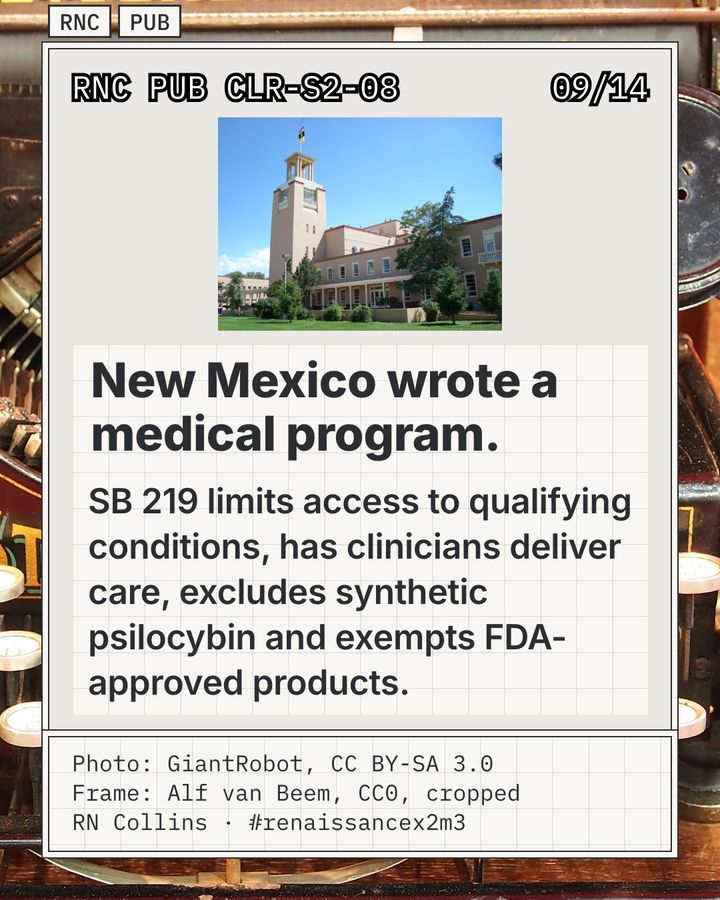 RNC PUB
RNC PUB CLR-S2-08 09/14
New Mexico wrote a
medical program.
SB 219 limits access to qualifying
conditions, has clinicians deliver
care, excludes synthetic
psilocybin and exempts FDA-
approved products.
Photo: GiantRobot, CC BY-SA 3.0
Frame: Alf van Beem, CC0, cropped
RN Collins · #renaissancex2m3